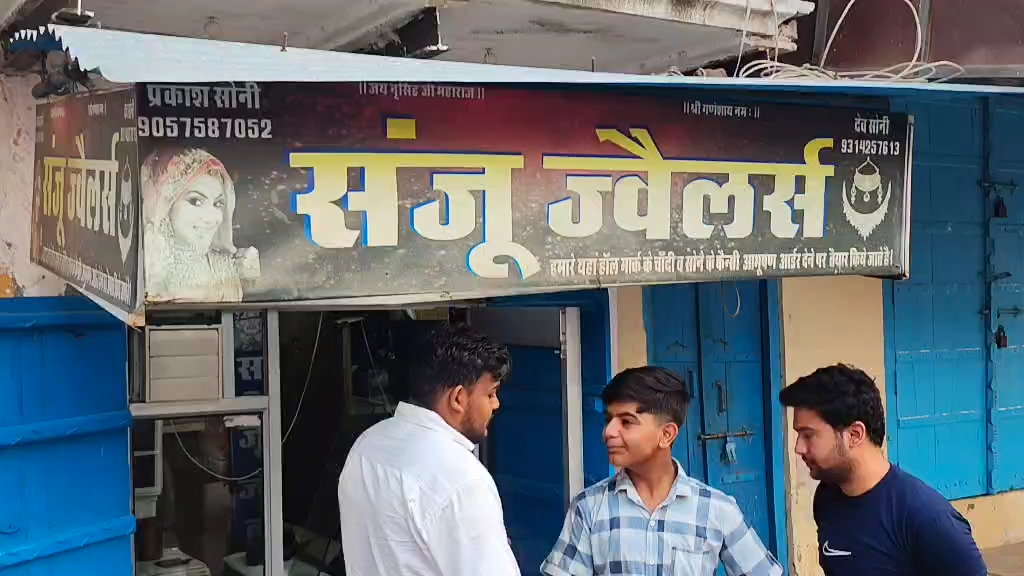 ॥जय नृसिंह जी महाराज॥
॥श्री गणेशाय नमः॥
प्रकाश सोनी
9057587052
देव सोनी
9314257613
संजू ज्वैलर्स
हमारे यहां हॉल मार्क के चाँदी व सोने के फैन्सी आभूषण आर्डर देने पर तैयार किये जाते है।
संजू ज्वैलर्स